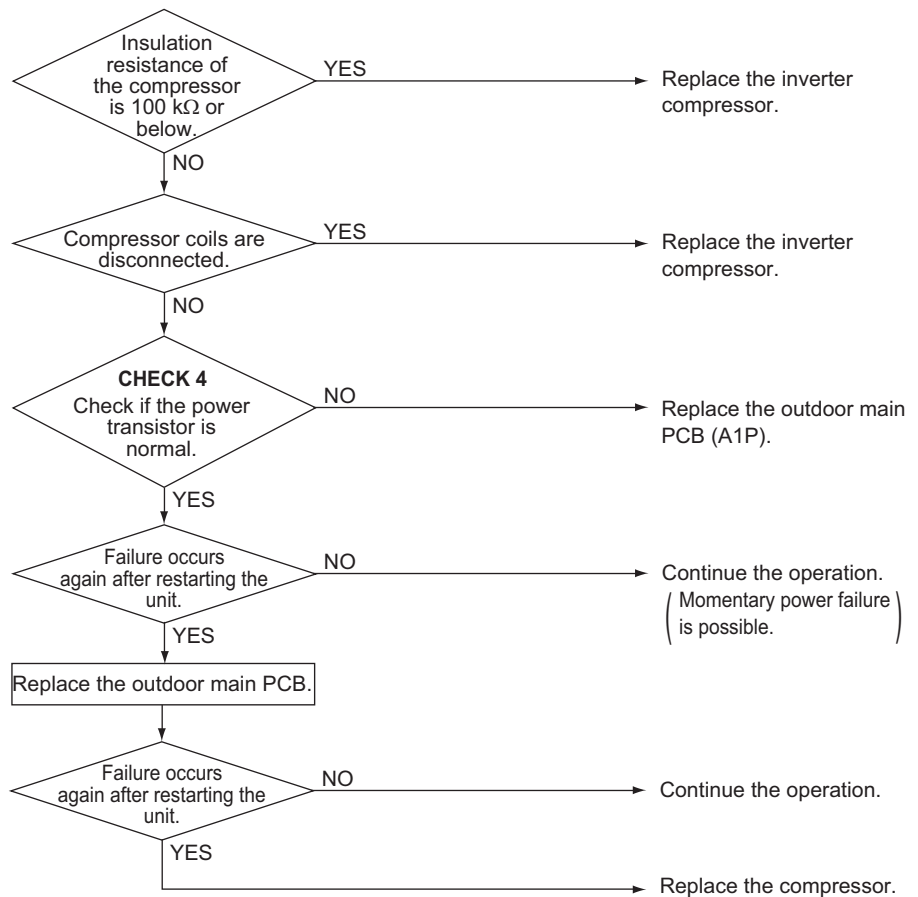 Insulation
resistance of
the compressor
is 100 kΩ or
below.
YES
Replace the inverter
compressor.
NO
Compressor coils are
disconnected.
YES
Replace the inverter
compressor.
NO
CHECK 4
Check if the power
transistor is
normal.
NO
Replace the outdoor main
PCB (A1P).
YES
Failure occurs
again after restarting the
unit.
NO
Continue the operation.
( Momentary power failure
is possible. )
YES
Replace the outdoor main PCB.
Failure occurs
again after restarting the
unit.
NO
Continue the operation.
YES
Replace the compressor.